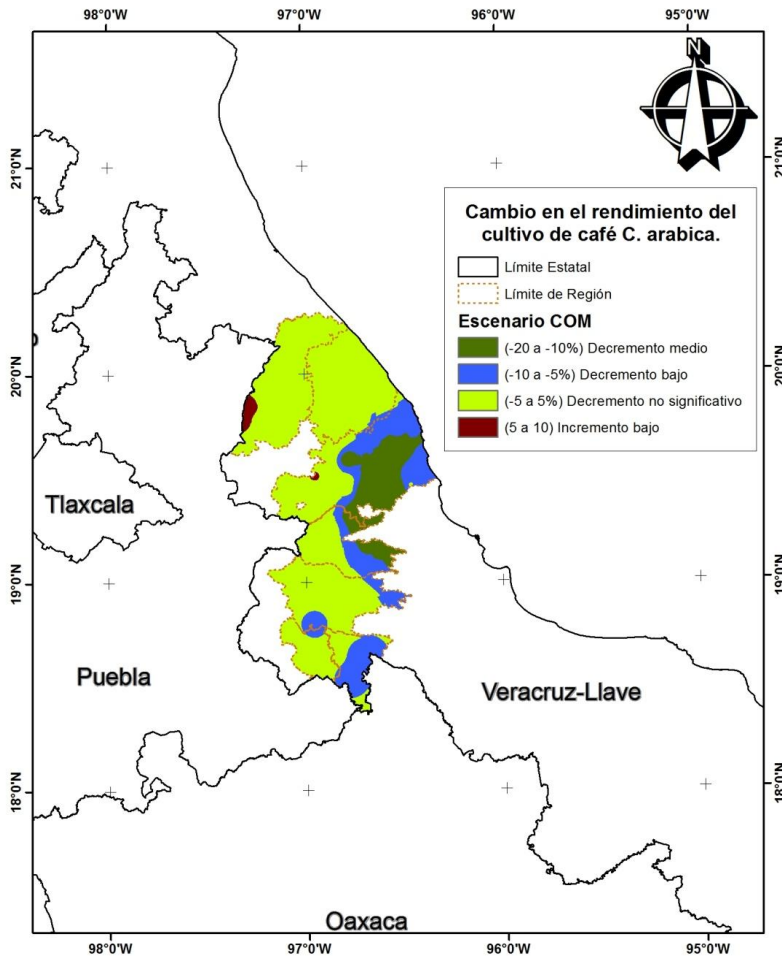 98°0'W 97°0'W 96°0'W 95°0'W
N
21°0'N 21°0'N
Cambio en el rendimiento del
cultivo de café C. arabica.
Límite Estatal
Límite de Región
Escenario COM
(-20 a -10%) Decremento medio
(-10 a -5%) Decremento bajo
(-5 a 5%) Decremento no significativo
(5 a 10) Incremento bajo
20°0'N 20°0'N
Tlaxcala
19°0'N 19°0'N
Puebla
Veracruz-Llave
18°0'N 18°0'N
Oaxaca
98°0'W 97°0'W 96°0'W 95°0'W